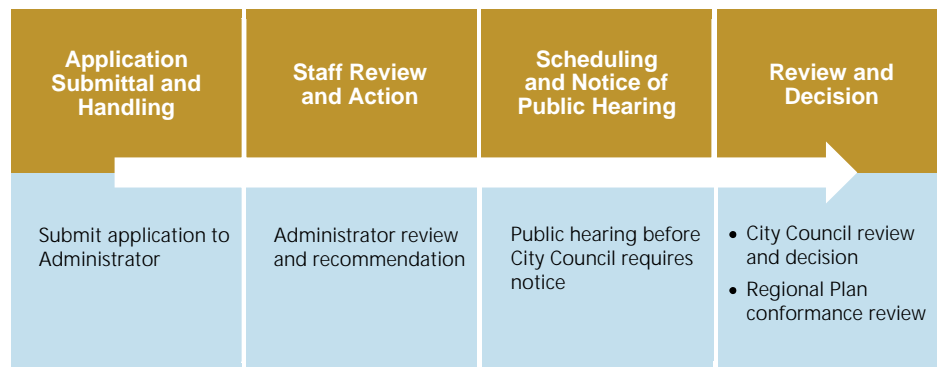 Application
Submittal and
Handling
Staff Review
and Action
Scheduling
and Notice of
Public Hearing
Review and
Decision
Submit application to
Administrator
Administrator review
and recommendation
Public hearing before
City Council requires
notice
• City Council review
and decision
• Regional Plan
conformance review